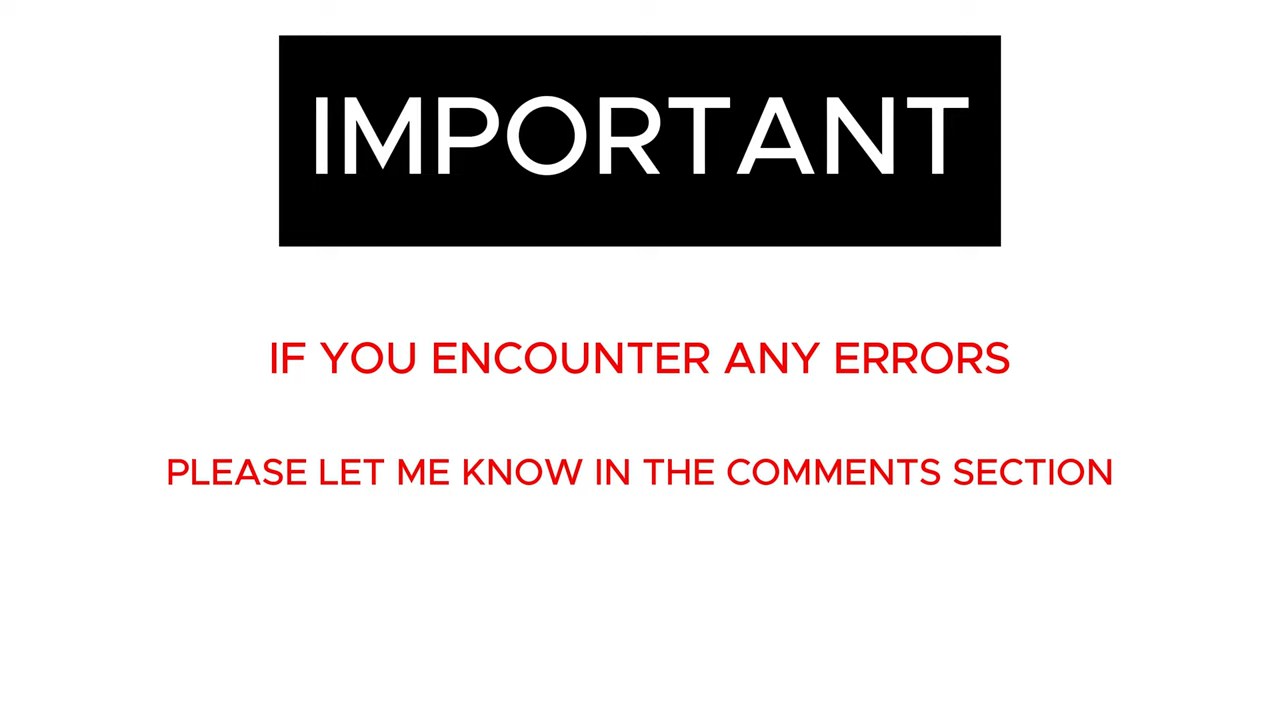 IMPORTANT
IF YOU ENCOUNTER ANY ERRORS
PLEASE LET ME KNOW IN THE COMMENTS SECTION